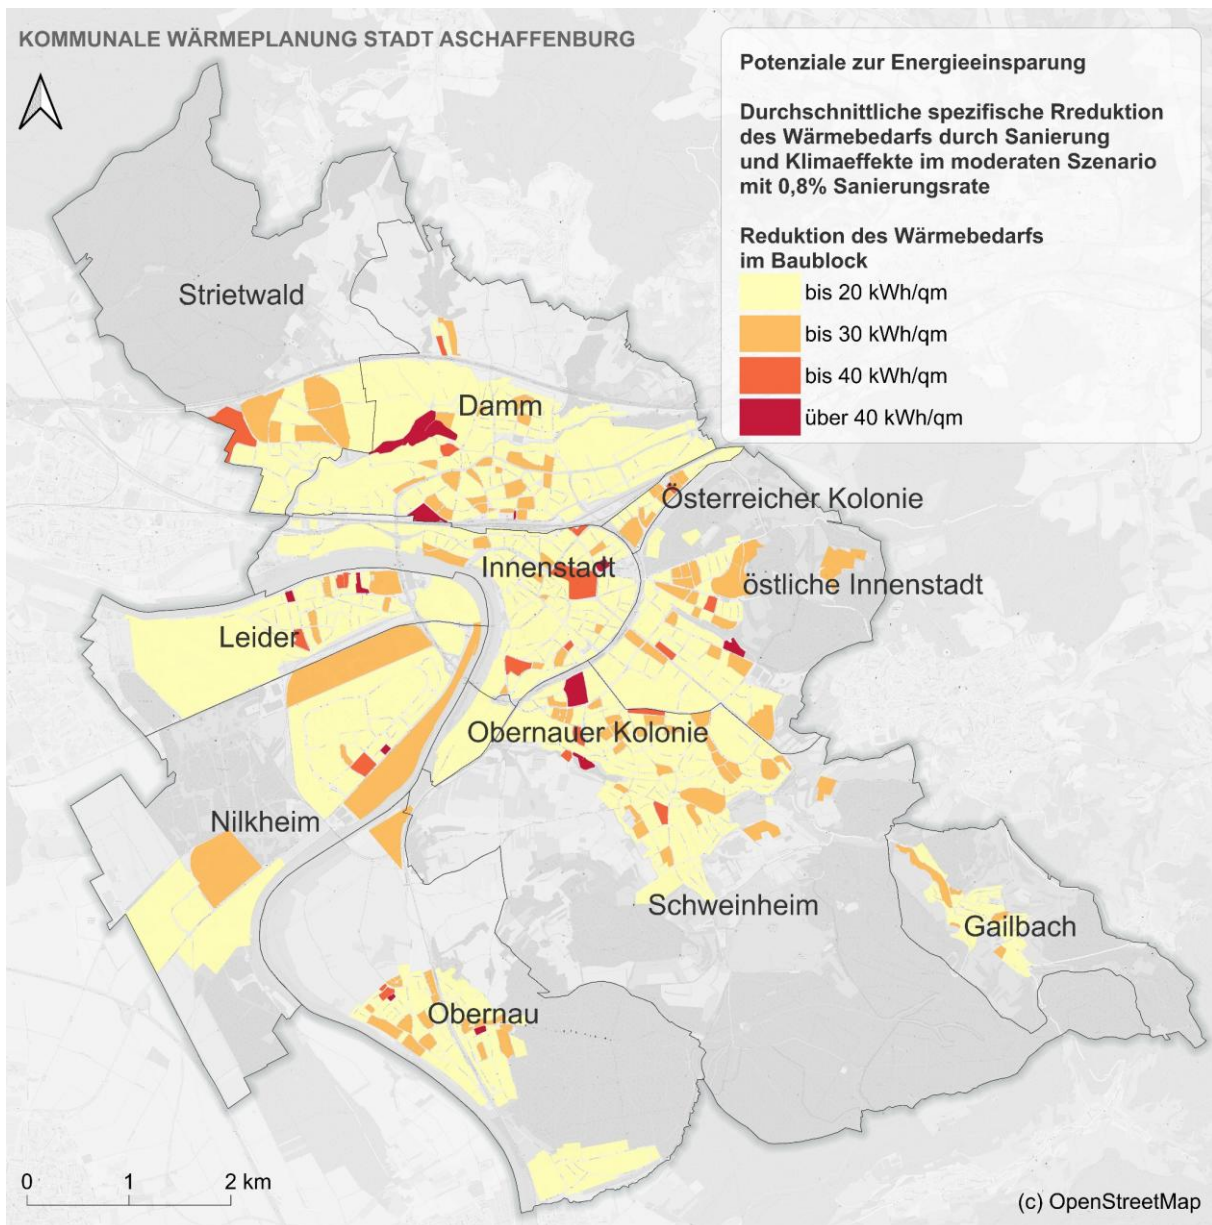 KOMMUNALE WÄRMEPLANUNG STADT ASCHAFFENBURG
Potenziale zur Energieeinsparung
Durchschnittliche spezifische Rreduktion
des Wärmebedarfs durch Sanierung
und Klimaeffekte im moderaten Szenario
mit 0,8% Sanierungsrate
Reduktion des Wärmebedarfs
im Baublock
bis 20 kWh/qm
bis 30 kWh/qm
bis 40 kWh/qm
über 40 kWh/qm
Strietwald
Damm
Österreicher Kolonie
Innenstadt
östliche Innenstadt
Leider
Obernauer Kolonie
Nilkheim
Schweinheim
Gailbach
Obernau
0 1 2 km
(c) OpenStreetMap